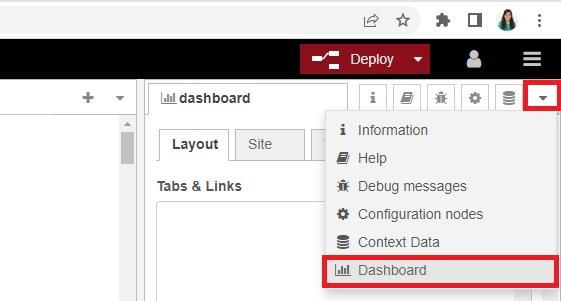 Deploy
dashboard
Layout
Site
Tabs & Links
Information
Help
Debug messages
Configuration nodes
Context Data
Dashboard